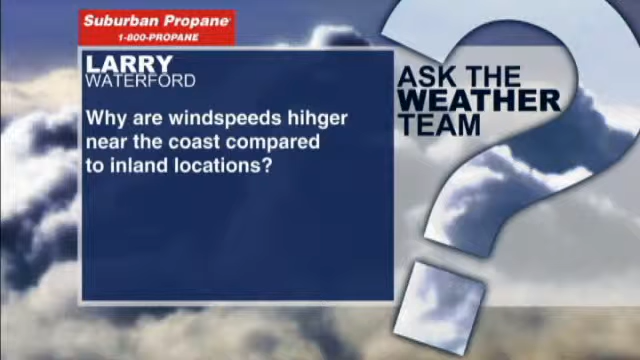 Suburban Propane
1-800-PROPANE
LARRY
WATERFORD
Why are windspeeds hihger
near the coast compared
to inland locations?
ASK THE
WEATHER
TEAM